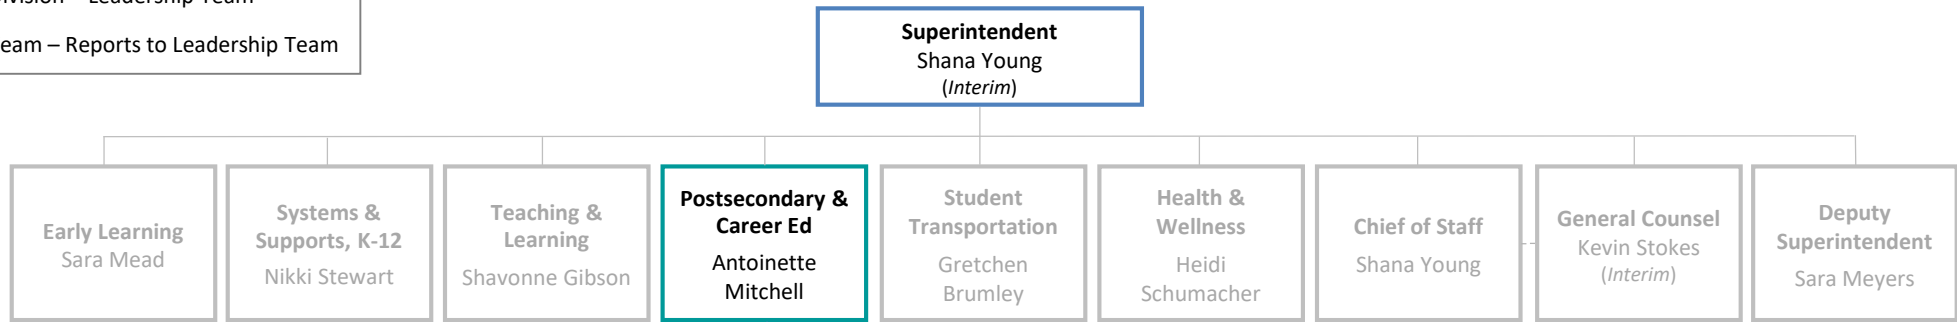 Leadership Team
eam – Reports to Leadership Team
Superintendent
Shana Young
(Interim)
Early Learning
Sara Mead
Systems &
Supports, K-12
Nikki Stewart
Teaching &
Learning
Shavonne Gibson
Postsecondary &
Career Ed
Antoinette
Mitchell
Student
Transportation
Gretchen
Brumley
Health &
Wellness
Heidi
Schumacher
Chief of Staff
Shana Young
General Counsel
Kevin Stokes
(Interim)
Deputy
Superintendent
Sara Meyers